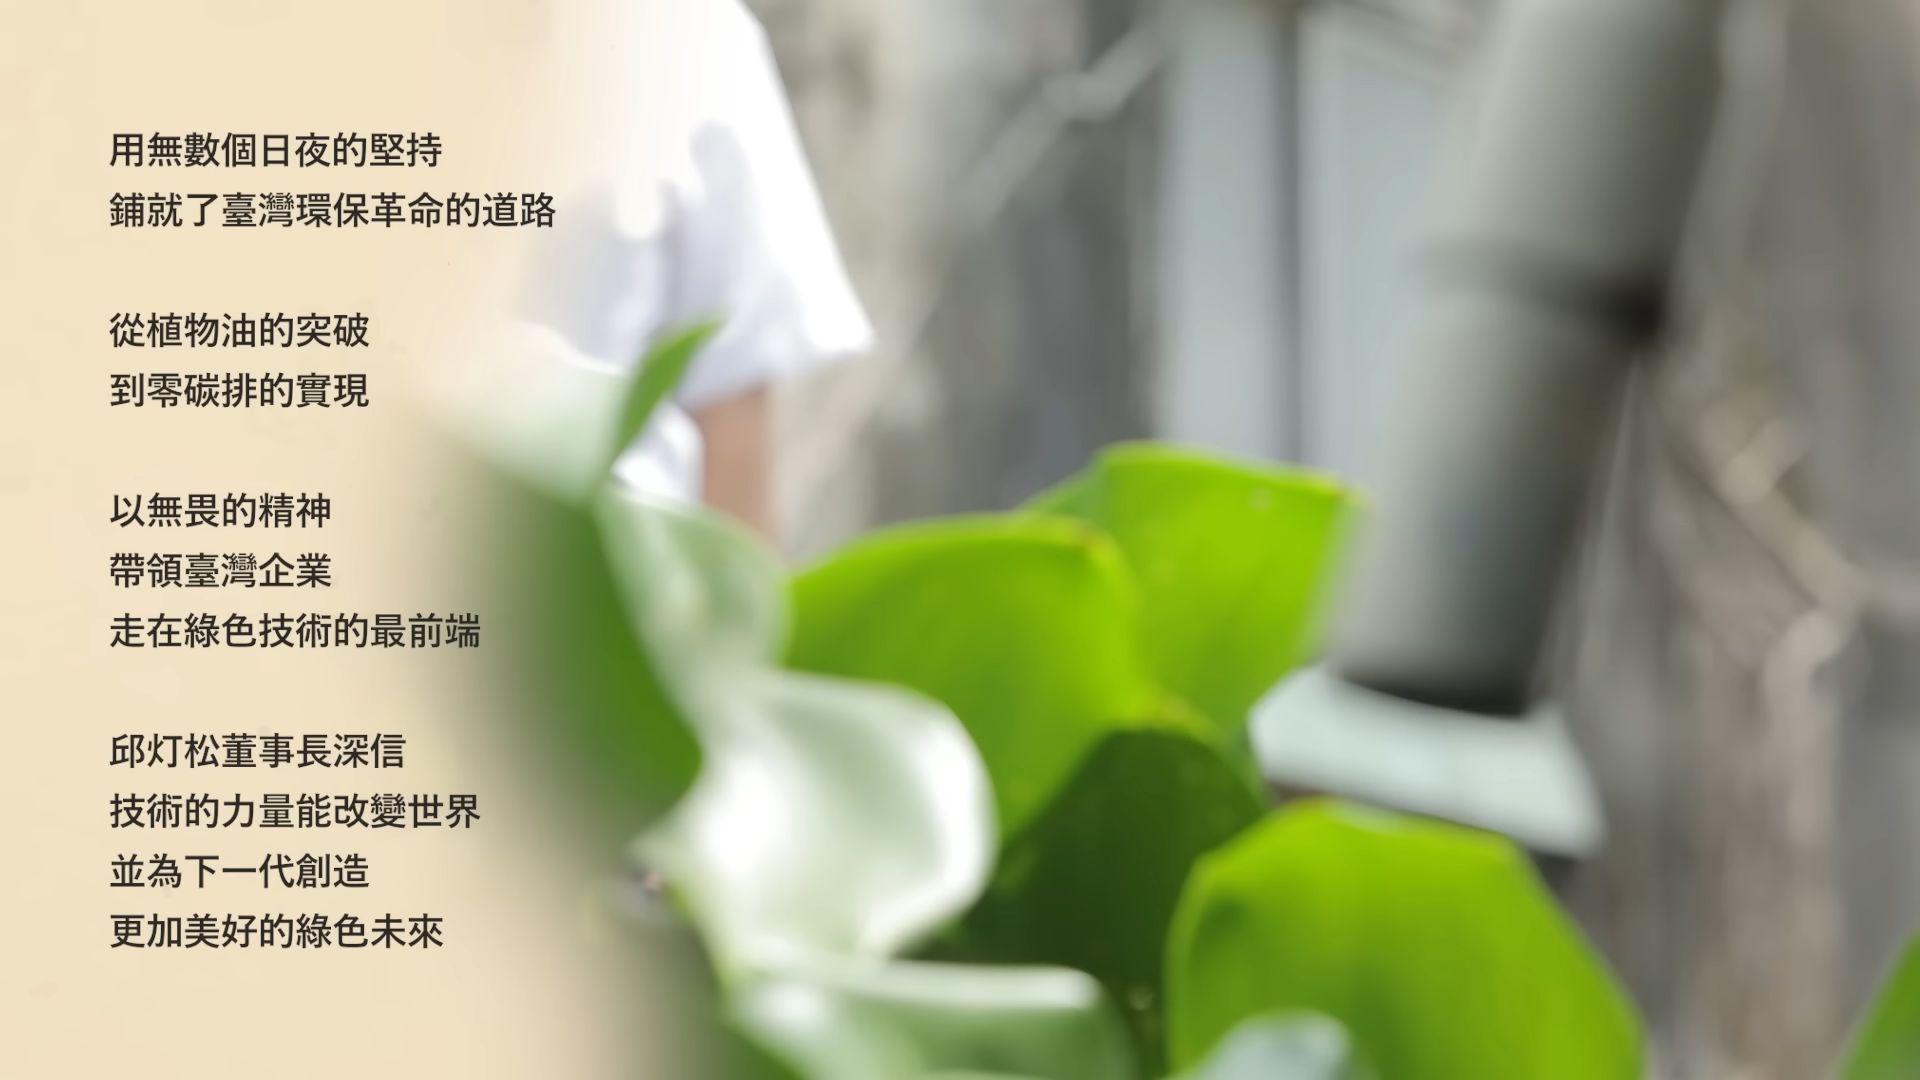 用無數個日夜的堅持
鋪就了臺灣環保革命的道路
從植物油的突破
到零碳排的實現
以無畏的精神
帶領臺灣企業
走在綠色技術的最前端
邱灯松董事長深信
技術的力量能改變世界
並為下一代創造
更加美好的綠色未來